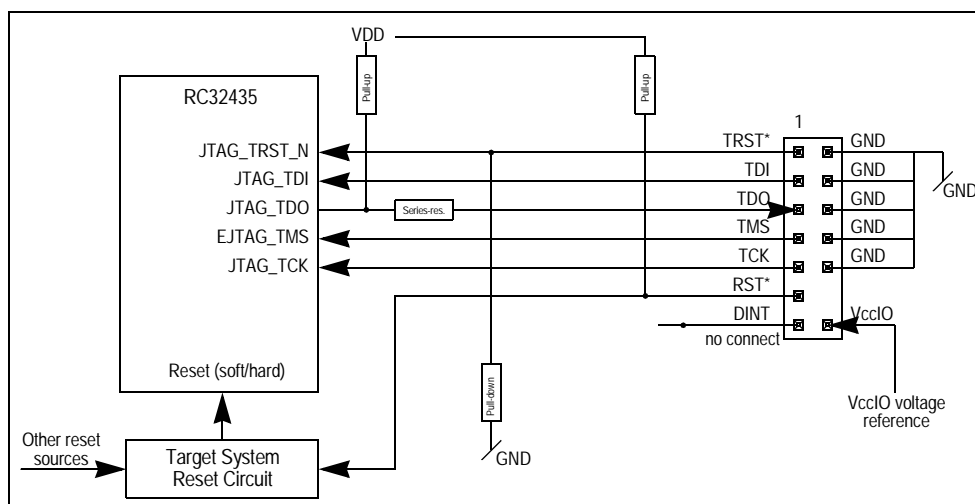 VDD
Pull-up
Pull-up
RC32435
1
JTAG_TRST_N
TRST*
GND
JTAG_TDI
TDI
GND
GND
JTAG_TDO
Series-res.
TDO
GND
EJTAG_TMS
TMS
GND
JTAG_TCK
TCK
GND
RST*
DINT
VccIO
no connect
Reset (soft/hard)
Pull-down
VccIO voltage
reference
Other reset
sources
Target System
Reset Circuit
GND